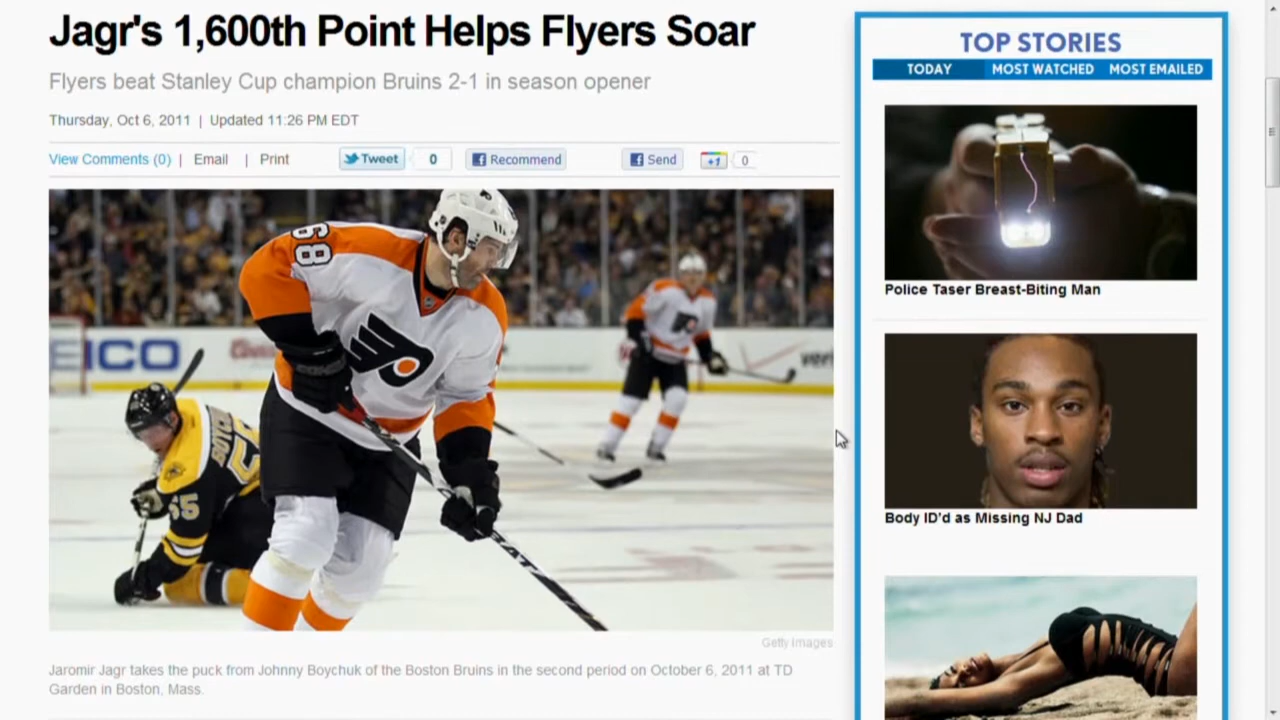 Jagr's 1,600th Point Helps Flyers Soar
Flyers beat Stanley Cup champion Bruins 2-1 in season opener
Thursday, Oct 6, 2011 | Updated 11:26 PM EDT
View Comments (0) | Email | Print Tweet 0 Recommend Send +1 0
68
EICO
BOYCHUK
55
Getty Images
Jaromir Jagr takes the puck from Johnny Boychuk of the Boston Bruins in the second period on October 6, 2011 at TD
Garden in Boston, Mass.
TOP STORIES
TODAY MOST WATCHED MOST EMAILED
Police Taser Breast-Biting Man
Body ID'd as Missing NJ Dad